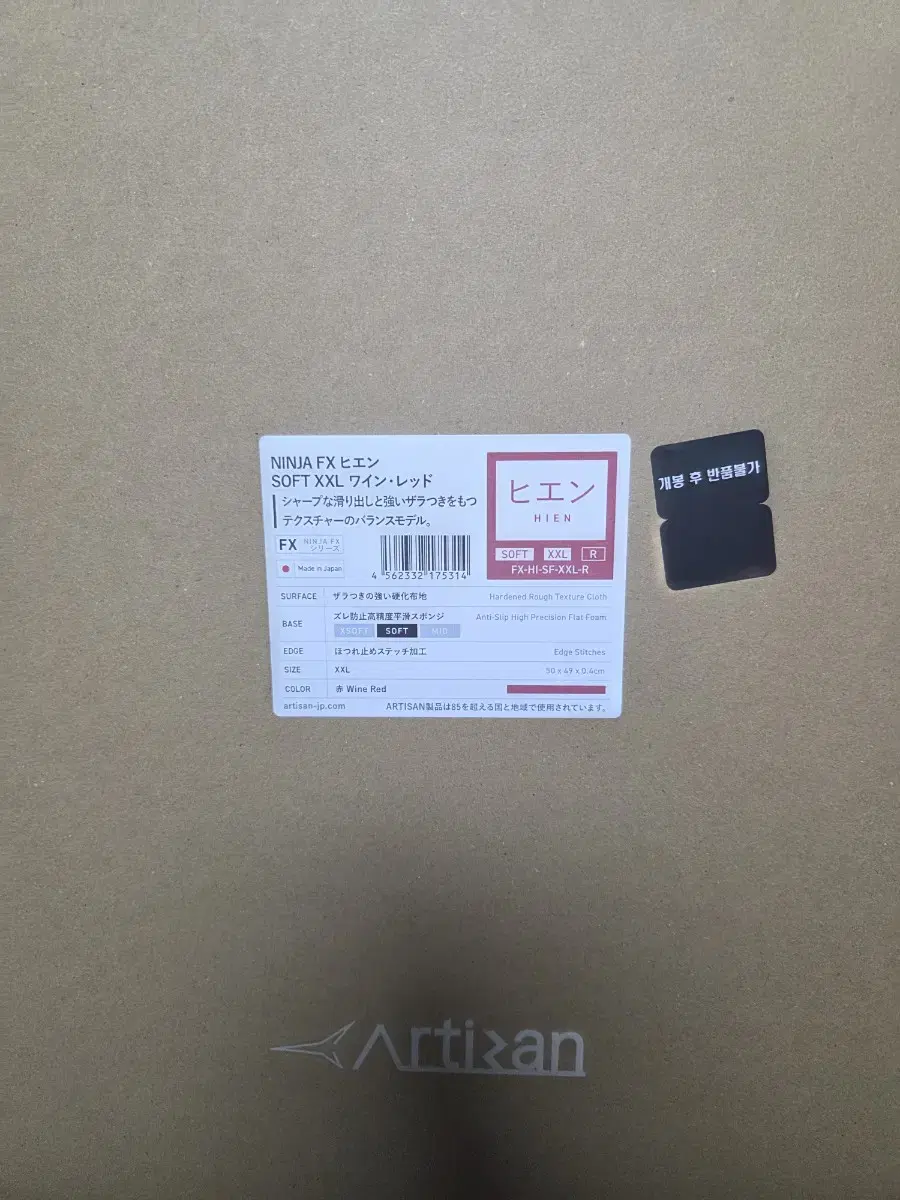 NINJA FX ヒエン
SOFT XXL ワイン・レッド
シャープな滑り出しと強いザラつきをもつ
テクスチャーのバランスモデル。
FX NINJA FX
シリーズ
Made in Japan
4 562332 175314
ヒエン
HIEN
SOFT XXL R
FX-HI-SF-XXL-R
개봉 후 반품불가
SURFACE ザラつきの強い硬化布地 Hardened Rough Texture Cloth
BASE ズレ防止高精度平滑スポンジ Anti-Slip High Precision Flat Foam
XSOFT SOFT MID
EDGE ほつれ止めステッチ加工 Edge Stitches
SIZE XXL 50 x 49 x 0.4cm
COLOR 赤 Wine Red
artisan-jp.com ARTISAN製品は85を超える国と地域で使用されています。
Artisan